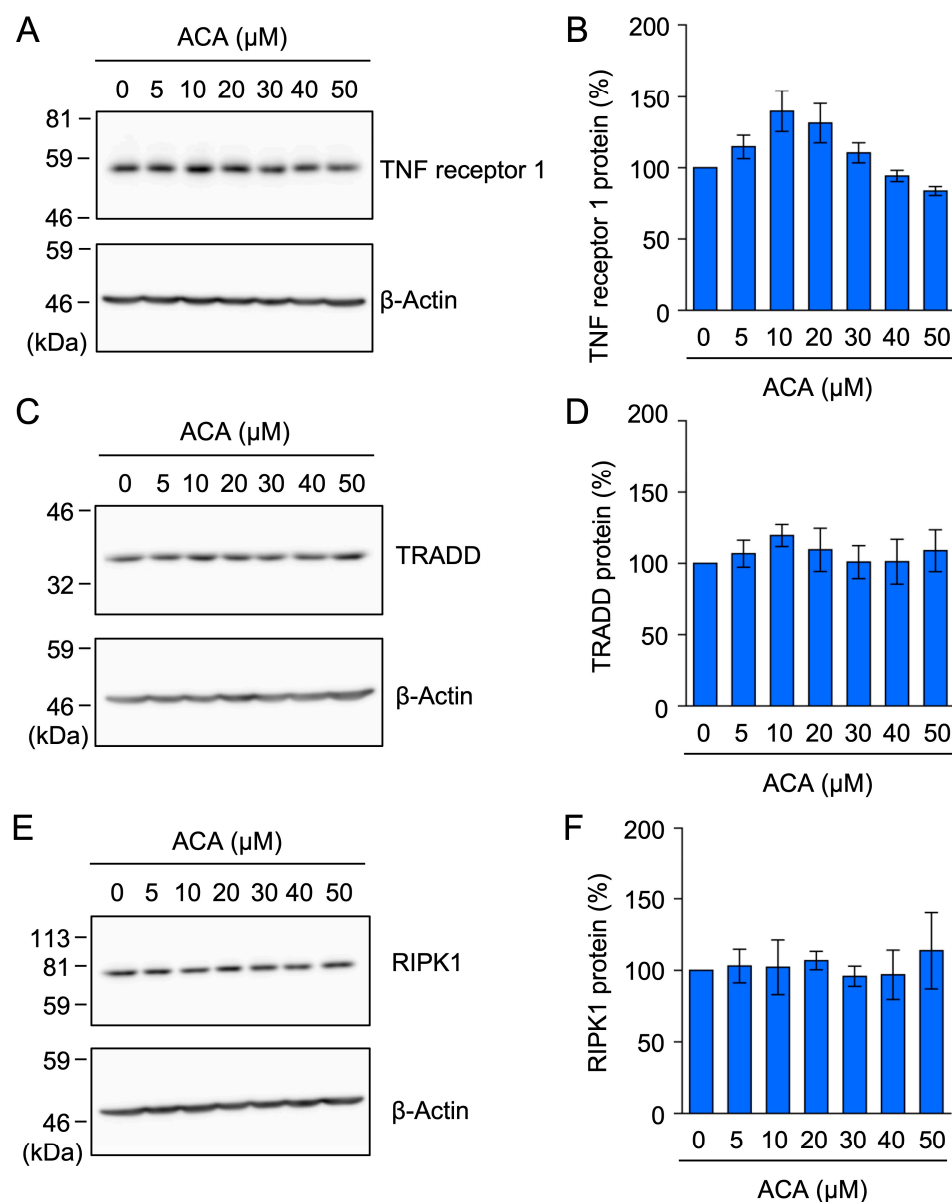 A
ACA (µM)
0 5 10 20 30 40 50
81
59
46
TNF receptor 1
59
46
(kDa)
β-Actin
B
TNF receptor 1 protein (%)
200
150
100
50
0
0 5 10 20 30 40 50
ACA (µM)
C
ACA (µM)
0 5 10 20 30 40 50
46
32
TRADD
59
46
(kDa)
β-Actin
D
TRADD protein (%)
200
150
100
50
0
0 5 10 20 30 40 50
ACA (µM)
E
ACA (µM)
0 5 10 20 30 40 50
113
81
59
RIPK1
59
46
(kDa)
β-Actin
F
RIPK1 protein (%)
200
150
100
50
0
0 5 10 20 30 40 50
ACA (µM)